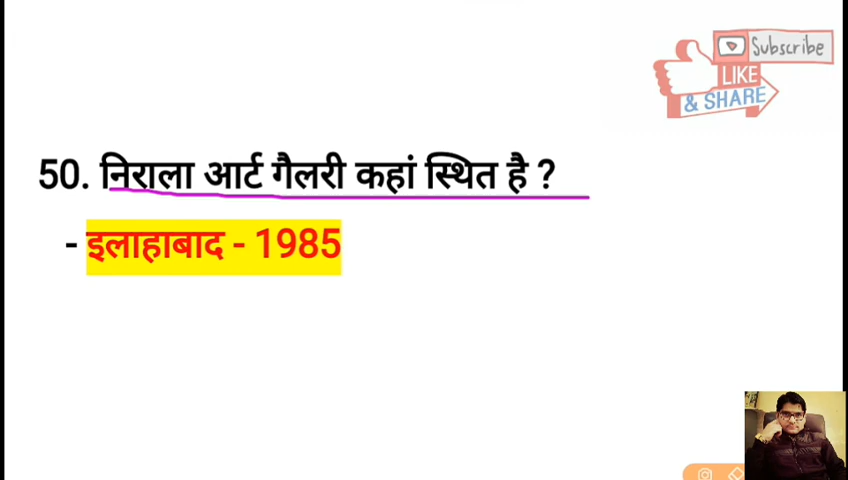 Subscribe
LIKE
& SHARE
50. निराला आर्ट गैलरी कहां स्थित है ?
- इलाहाबाद - 1985